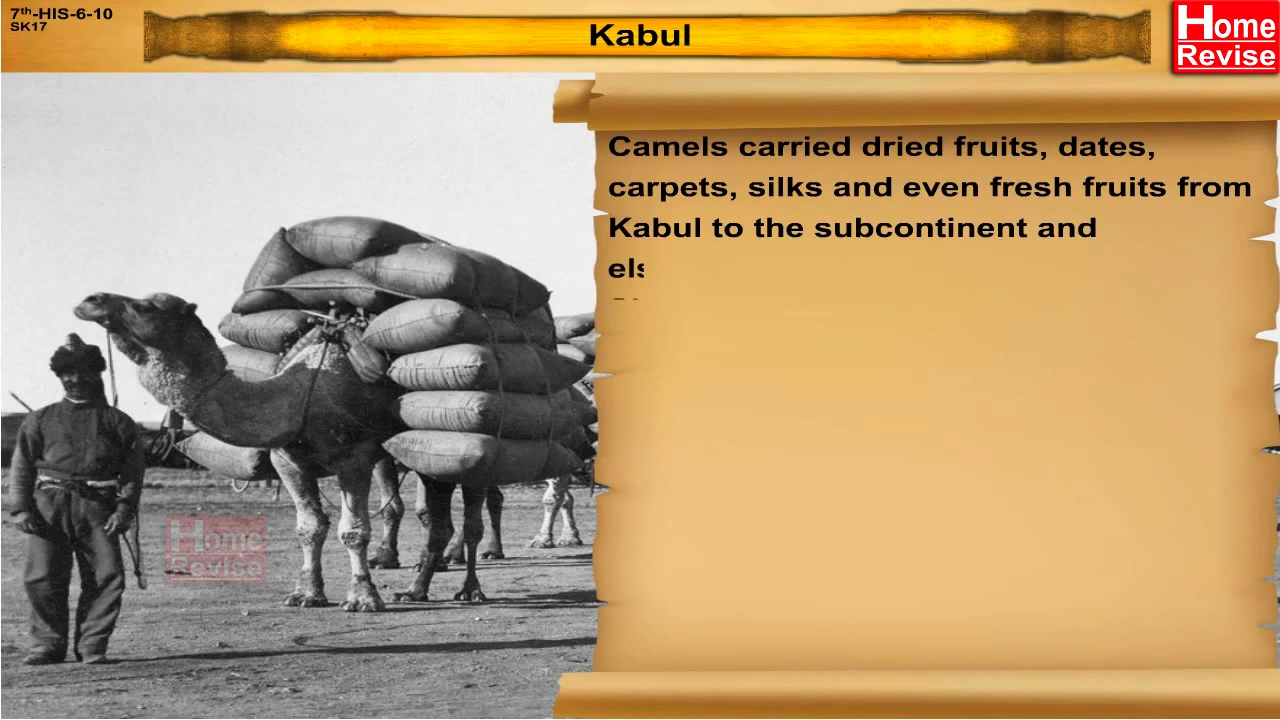 7th-HIS-6-10
SK17
Kabul
Home
Revise
Camels carried dried fruits, dates,
carpets, silks and even fresh fruits from
Kabul to the subcontinent and
Home
Revise